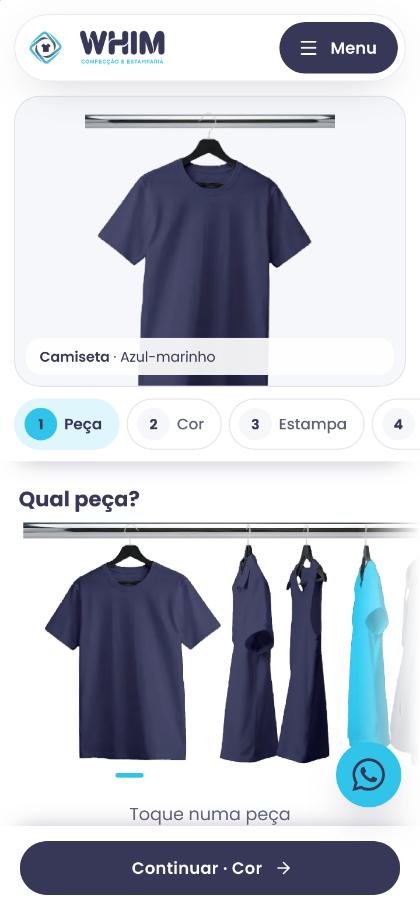 WHIM
CONFECÇÃO E ESTAMPARIA
Menu
Camiseta · Azul-marinho
1 Peça
2 Cor
3 Estampa
4
Qual peça?
Toque numa peça
Continuar · Cor →